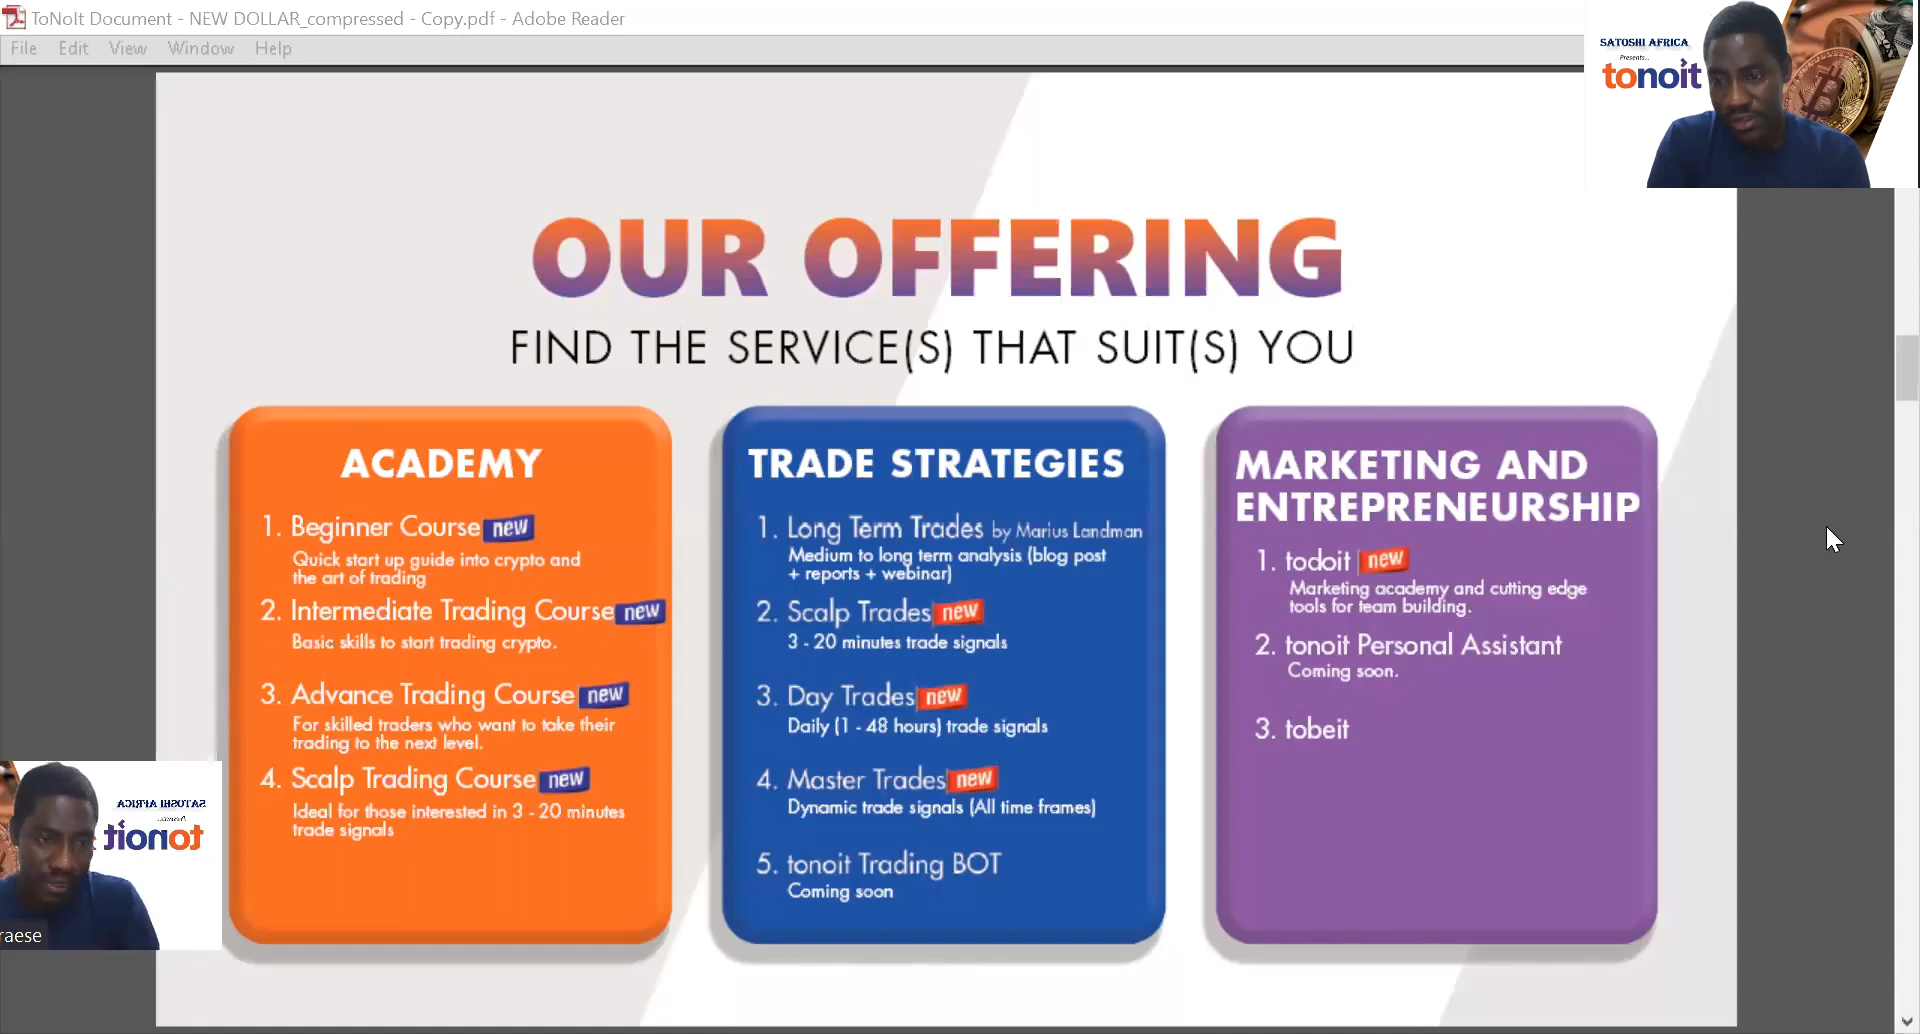 ToNoIt Document - NEW DOLLAR_compressed - Copy.pdf - Adobe Reader
File Edit View Window Help
SATOSHI AFRICA
Presents...
tonoit
OUR OFFERING
FIND THE SERVICE(S) THAT SUIT(S) YOU
ACADEMY
1. Beginner Course new
Quick start up guide into crypto and
the art of trading
2. Intermediate Trading Course new
Basic skills to start trading crypto.
3. Advance Trading Course new
For skilled traders who want to take their
trading to the next level.
4. Scalp Trading Course new
Ideal for those interested in 3 - 20 minutes
trade signals
TRADE STRATEGIES
1. Long Term Trades by Marius Landman
Medium to long term analysis (blog post
+ reports + webinar)
2. Scalp Trades new
3 - 20 minutes trade signals
3. Day Trades new
Daily (1 - 48 hours) trade signals
4. Master Trades new
Dynamic trade signals (All time frames)
5. tonoit Trading BOT
Coming soon
MARKETING AND
ENTREPRENEURSHIP
1. todoit new
Marketing academy and cutting edge
tools for team building.
2. tonoit Personal Assistant
Coming soon.
3. tobeit
SATOSHI AFRICA
Presents...
tonoit
raese